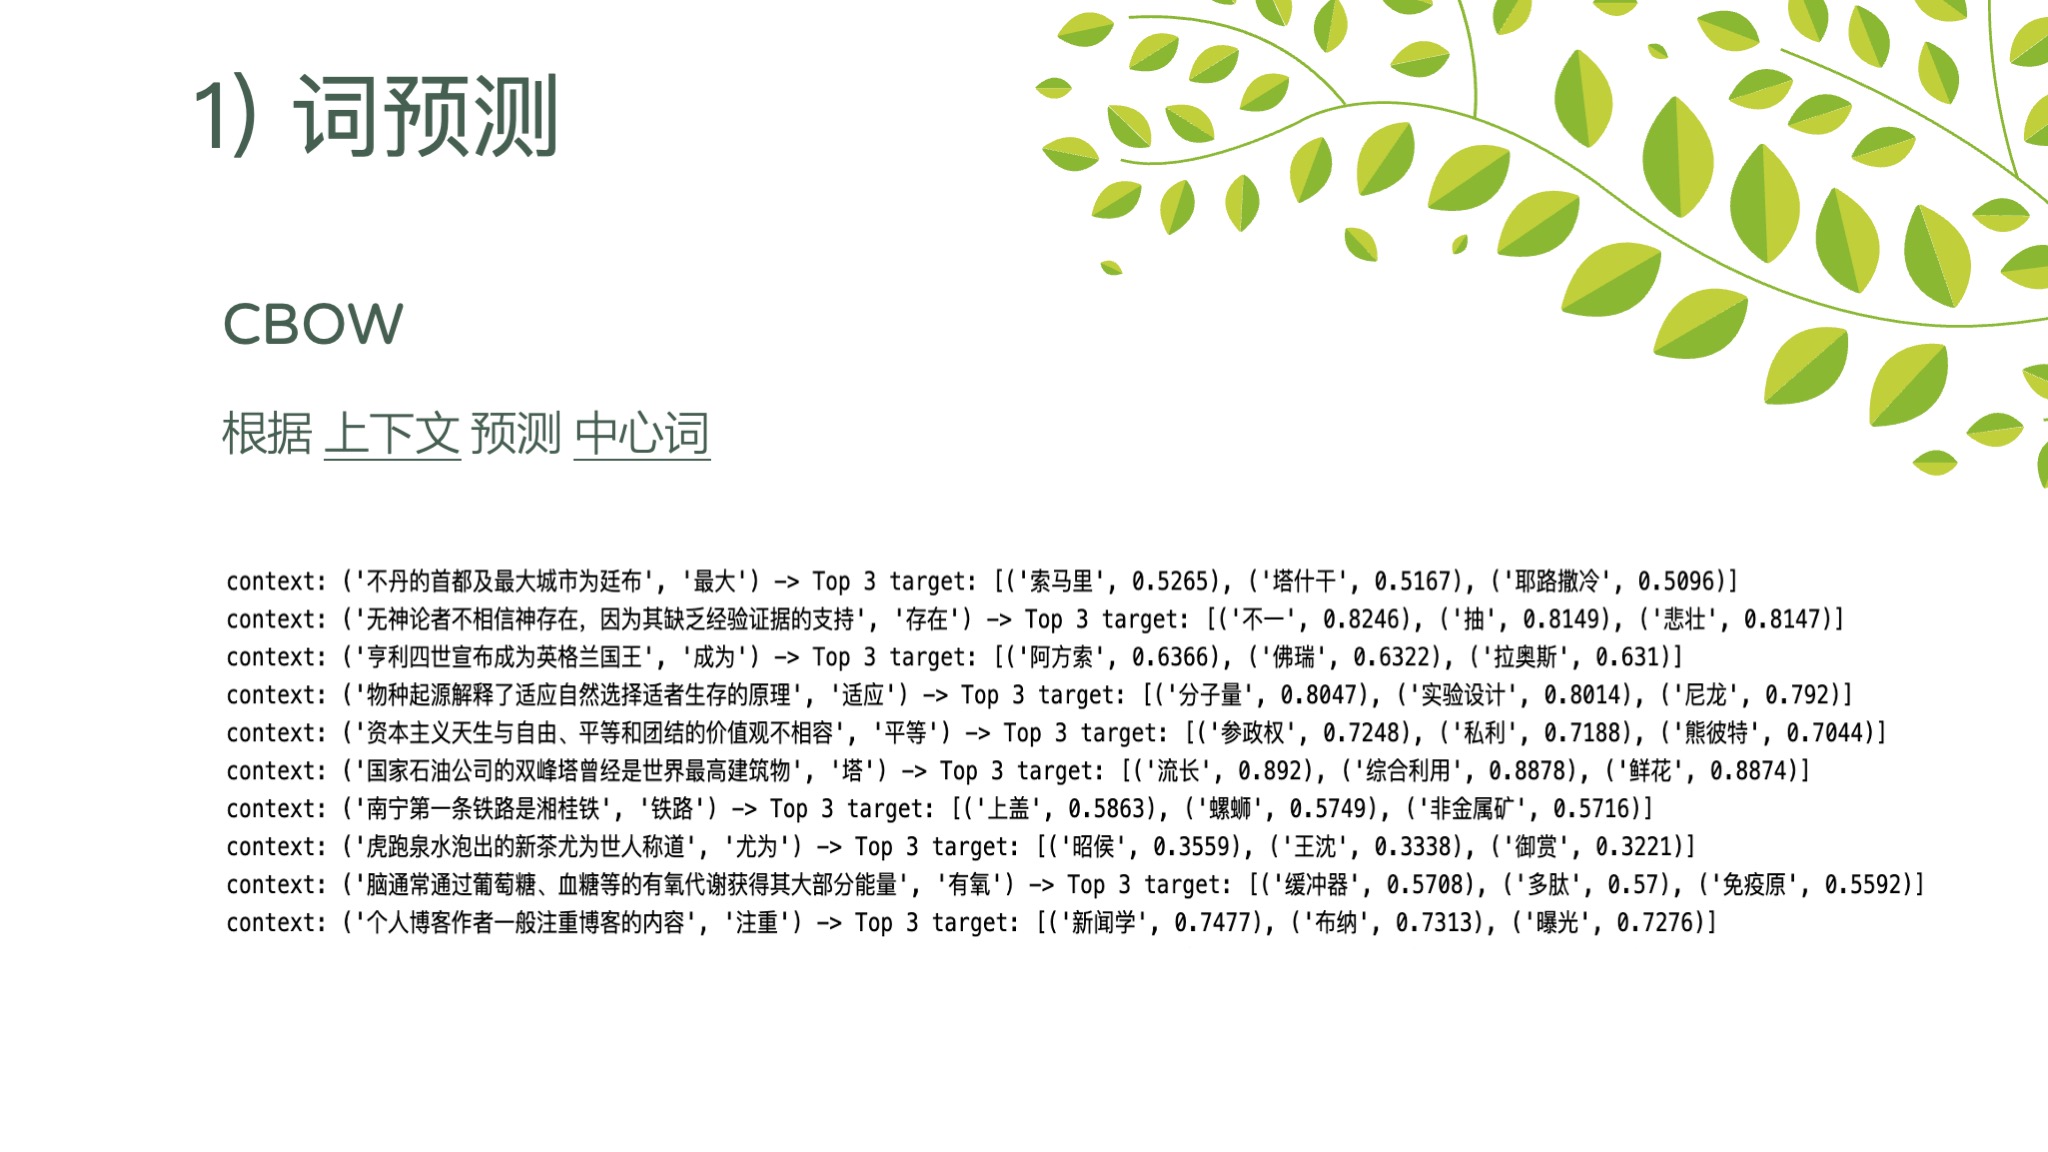 1) 词预测
CBOW
根据 上下文 预测 中心词
context: ('不丹的首都及最大城市为廷布', '最大') -> Top 3 target: [('索马里', 0.5265), ('塔什干', 0.5167), ('耶路撒冷', 0.5096)]
context: ('无神论者不相信神存在，因为其缺乏经验证据的支持', '存在') -> Top 3 target: [('不一', 0.8246), ('抽', 0.8149), ('悲壮', 0.8147)]
context: ('亨利四世宣布成为英格兰国王', '成为') -> Top 3 target: [('阿方索', 0.6366), ('佛瑞', 0.6322), ('拉奥斯', 0.631)]
context: ('物种起源解释了适应自然选择适者生存的原理', '适应') -> Top 3 target: [('分子量', 0.8047), ('实验设计', 0.8014), ('尼龙', 0.792)]
context: ('资本主义天生与自由、平等和团结的价值观不相容', '平等') -> Top 3 target: [('参政权', 0.7248), ('私利', 0.7188), ('熊彼特', 0.7044)]
context: ('国家石油公司的双峰塔曾经是世界最高建筑物', '塔') -> Top 3 target: [('流长', 0.892), ('综合利用', 0.8878), ('鲜花', 0.8874)]
context: ('南宁第一条铁路是湘桂铁', '铁路') -> Top 3 target: [('上盖', 0.5863), ('螺蛳', 0.5749), ('非金属矿', 0.5716)]
context: ('虎跑泉水泡出的新茶尤为世人称道', '尤为') -> Top 3 target: [('昭侯', 0.3559), ('王沈', 0.3338), ('御赏', 0.3221)]
context: ('脑通常通过葡萄糖、血糖等的有氧代谢获得其大部分能量', '有氧') -> Top 3 target: [('缓冲器', 0.5708), ('多肽', 0.57), ('免疫原', 0.5592)]
context: ('个人博客作者一般注重博客的内容', '注重') -> Top 3 target: [('新闻学', 0.7477), ('布纳', 0.7313), ('曝光', 0.7276)]